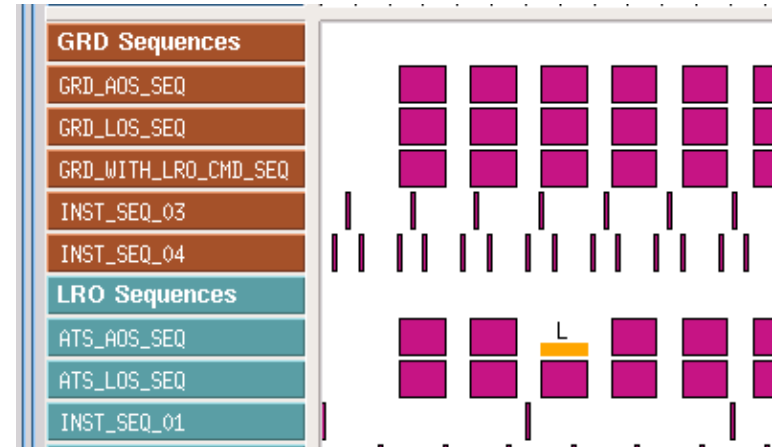 GRD Sequences
GRD_AOS_SEQ
GRD_LOS_SEQ
GRD_WITH_LRO_CMD_SEQ
INST_SEQ_03
INST_SEQ_04
LRO Sequences
ATS_AOS_SEQ
L
ATS_LOS_SEQ
INST_SEQ_01